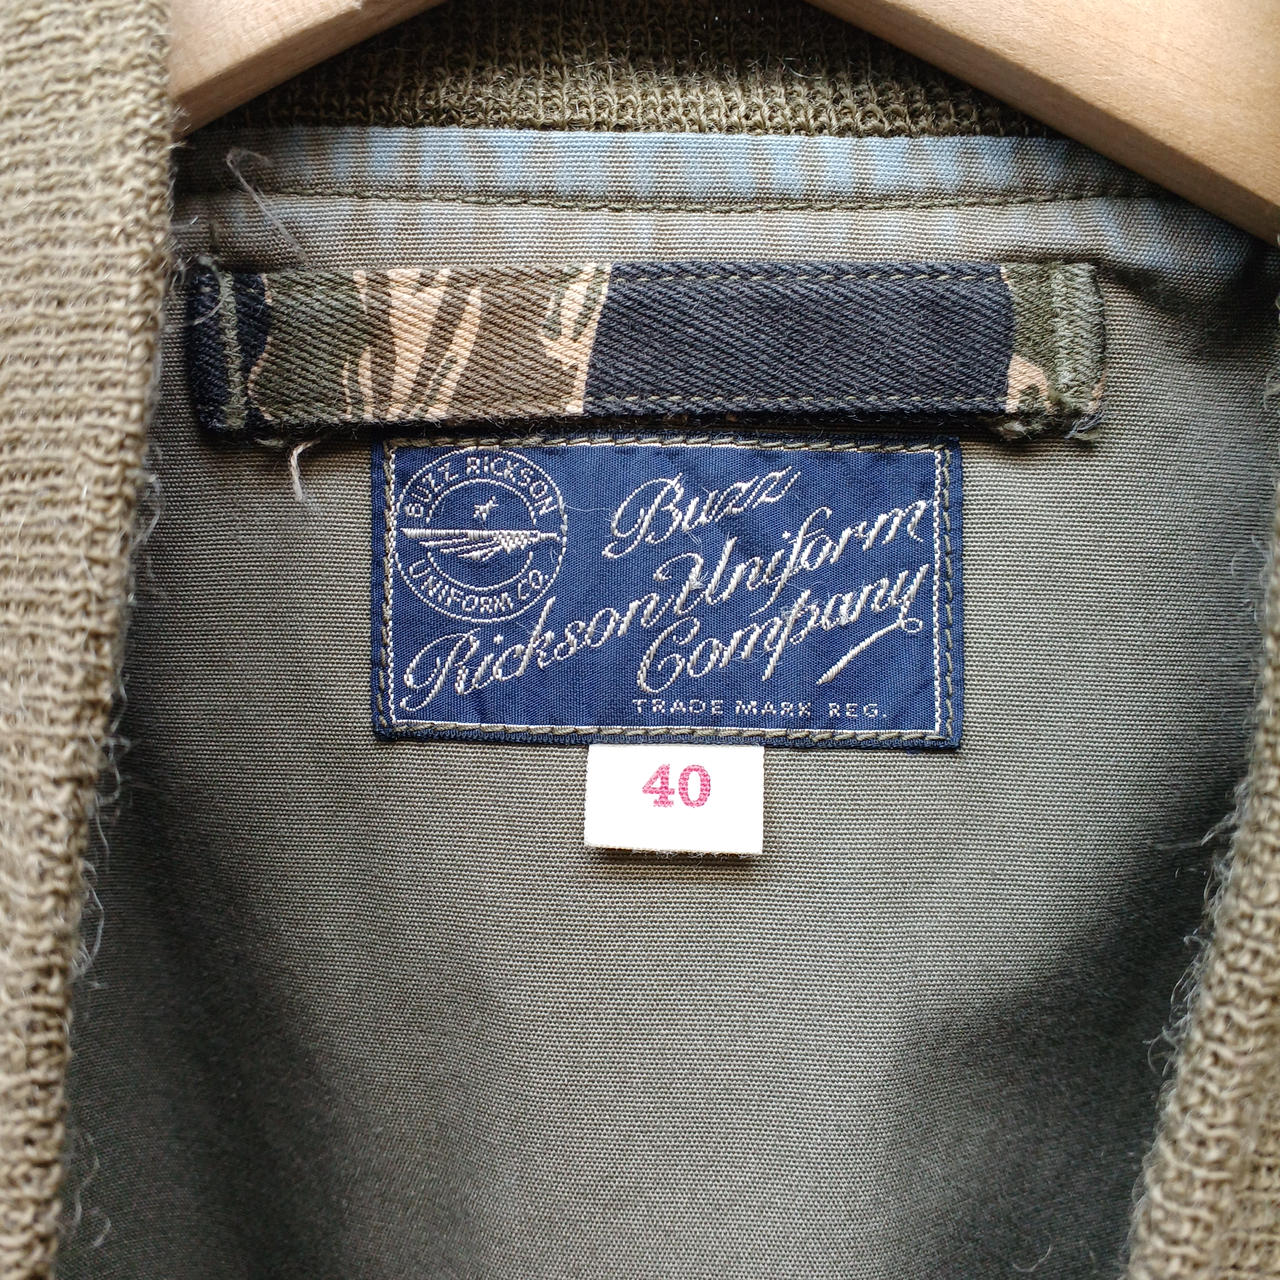 BUZZ RICKSON
UNIFORM CO.
Buzz
Rickson
Uniform
Company
TRADE MARK REG.
40